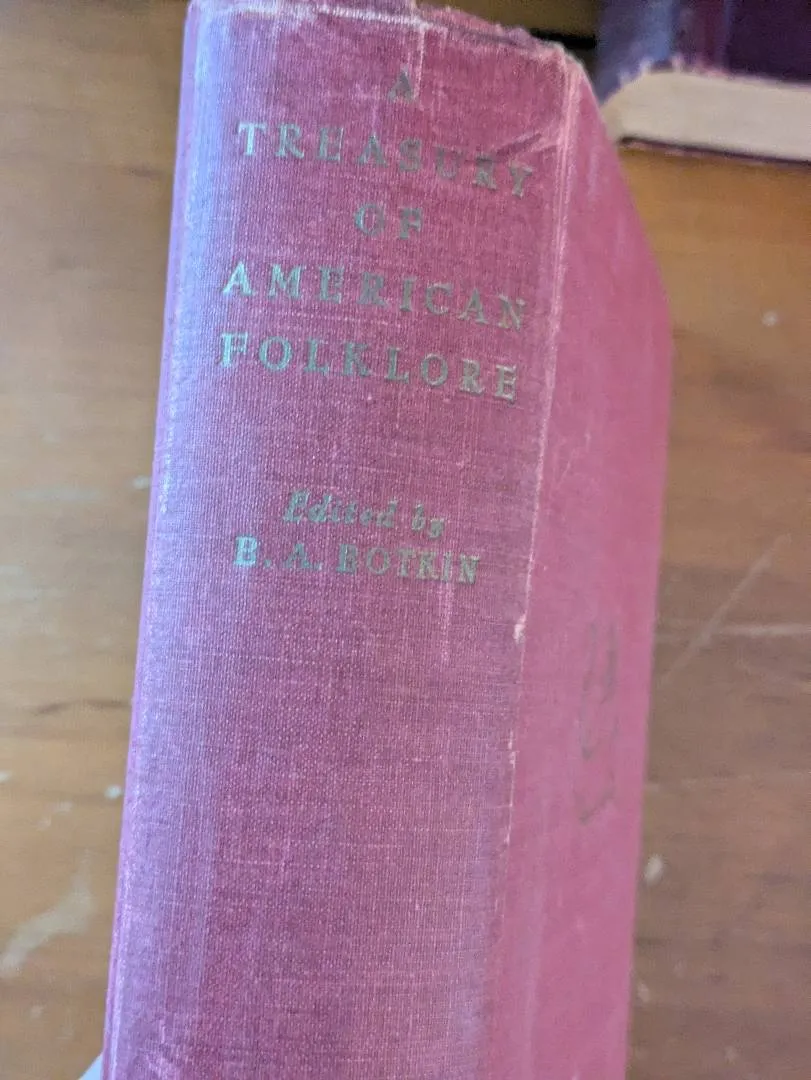 A
TREASURY
OF
AMERICAN
FOLKLORE
Edited by
B. A. BOTKIN